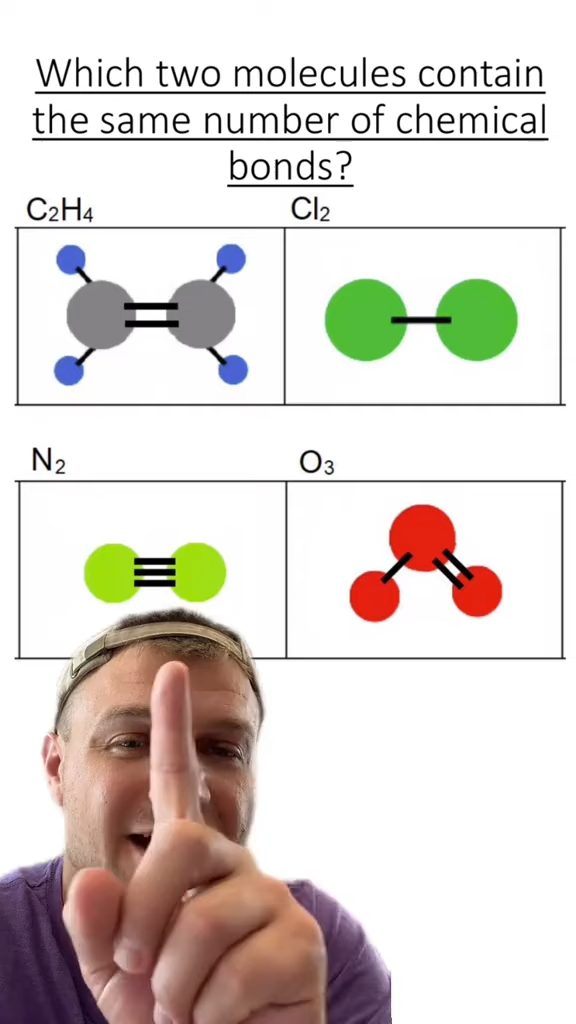 Which two molecules contain
the same number of chemical
bonds?
C₂H₄
Cl₂
N₂
O₃